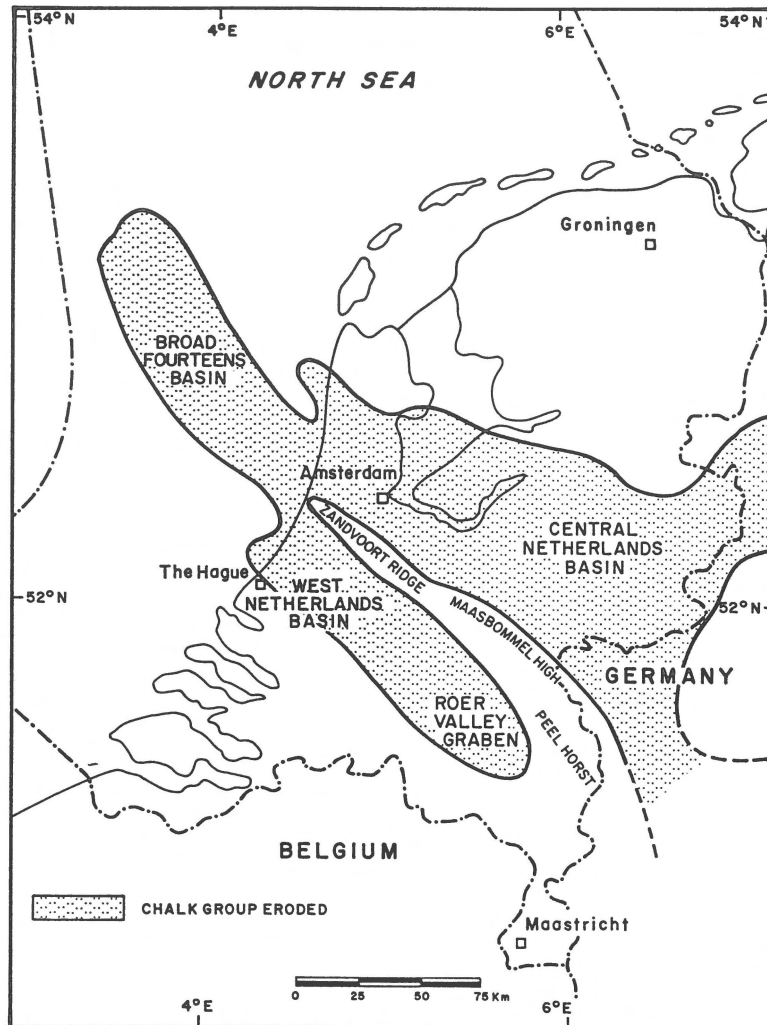 54°N
4°E
6°E
54°N
NORTH SEA
Groningen
BROAD
FOURTEENS
BASIN
Amsterdam
ZANDVOORT RIDGE
CENTRAL
NETHERLANDS
BASIN
The Hague
WEST
NETHERLANDS
BASIN
52°N
MAASBOMMEL HIGH
52°N
GERMANY
ROER
VALLEY
GRABEN
PEEL HORST
BELGIUM
CHALK GROUP ERODED
Maastricht
0 25 50 75 Km
4°E
6°E